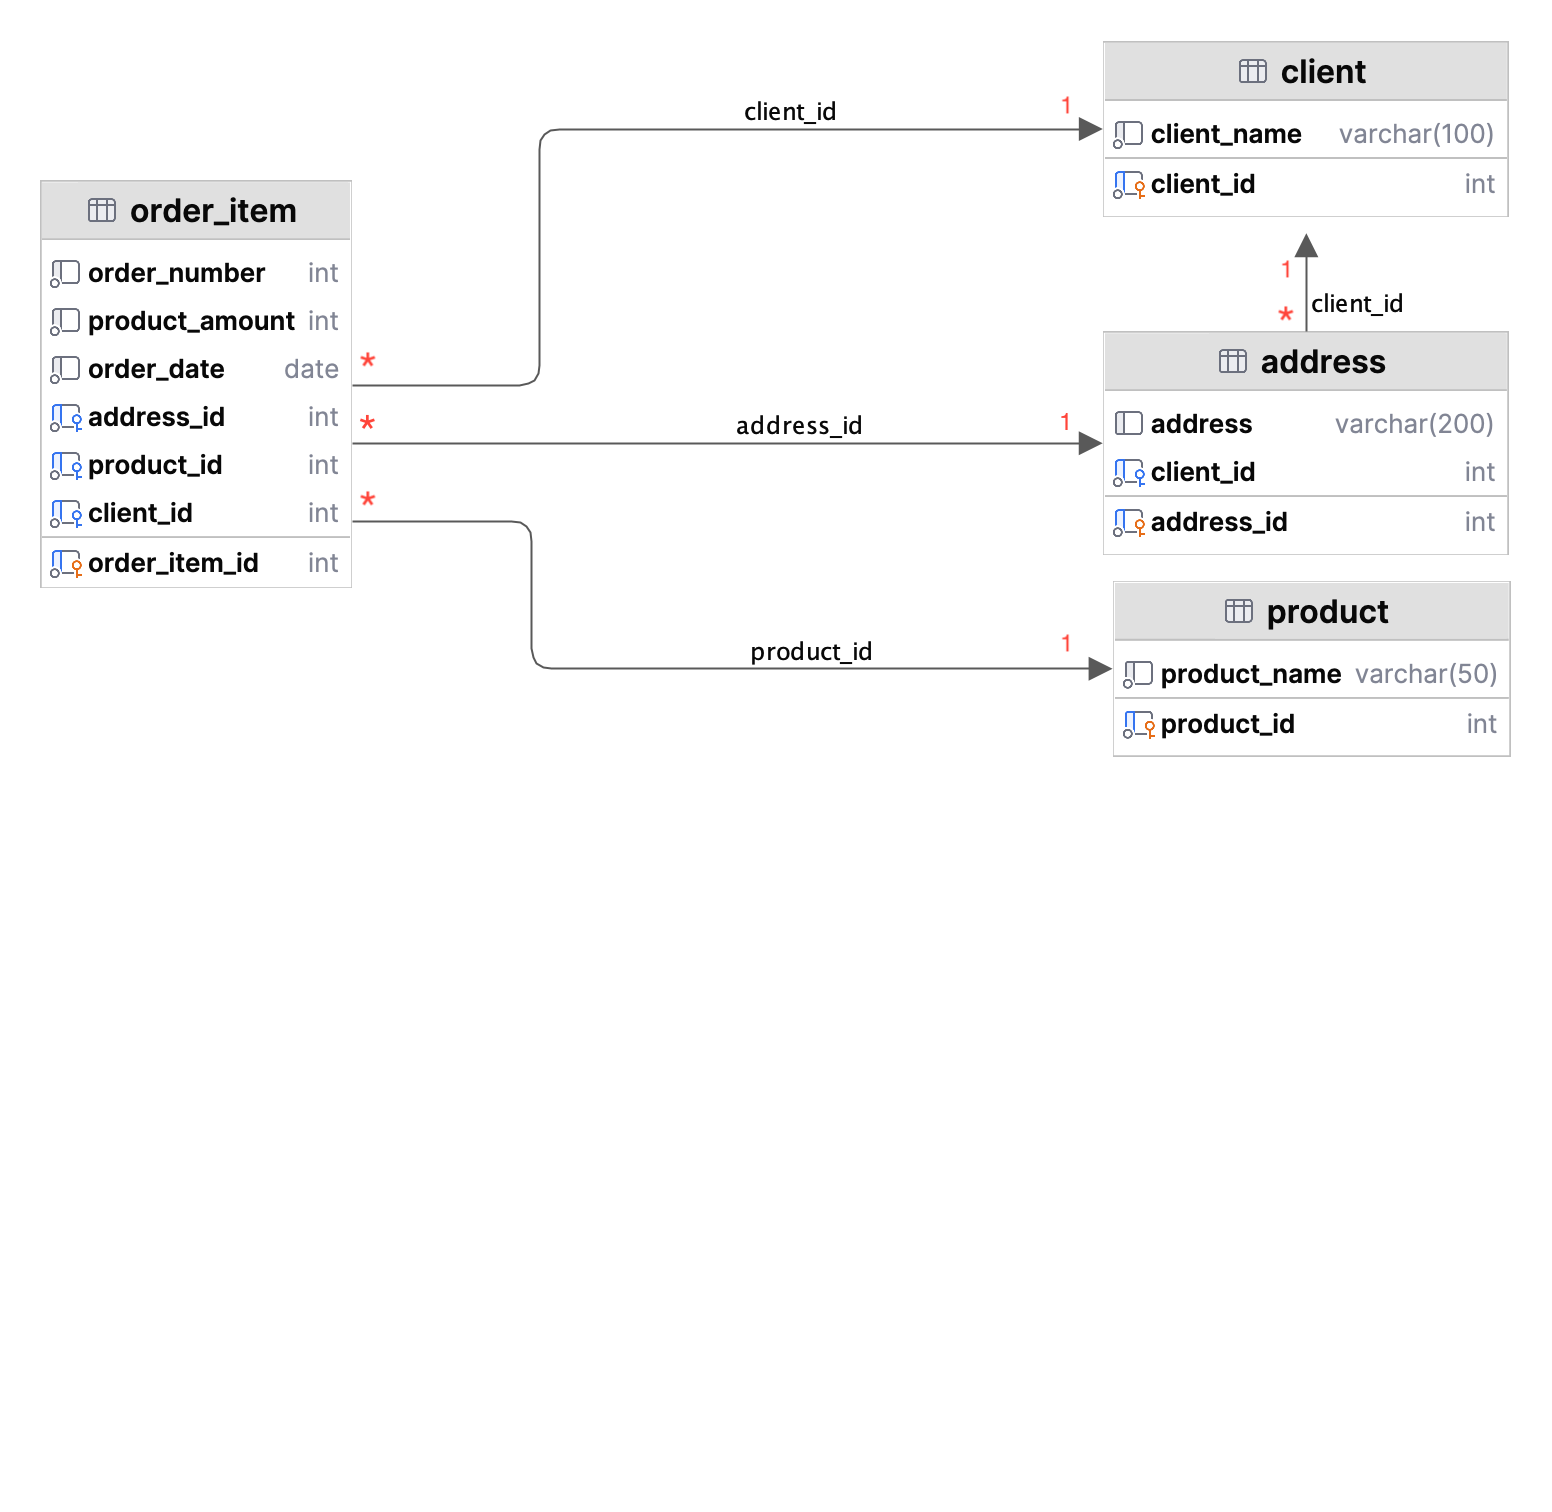 client
client_name varchar(100)
client_id int
client_id
1
order_item
order_number int
product_amount int
order_date date
address_id int
product_id int
client_id int
order_item_id int
*
*
*
1
*
client_id
address_id
1
address
address varchar(200)
client_id int
address_id int
product_id
1
product
product_name varchar(50)
product_id int